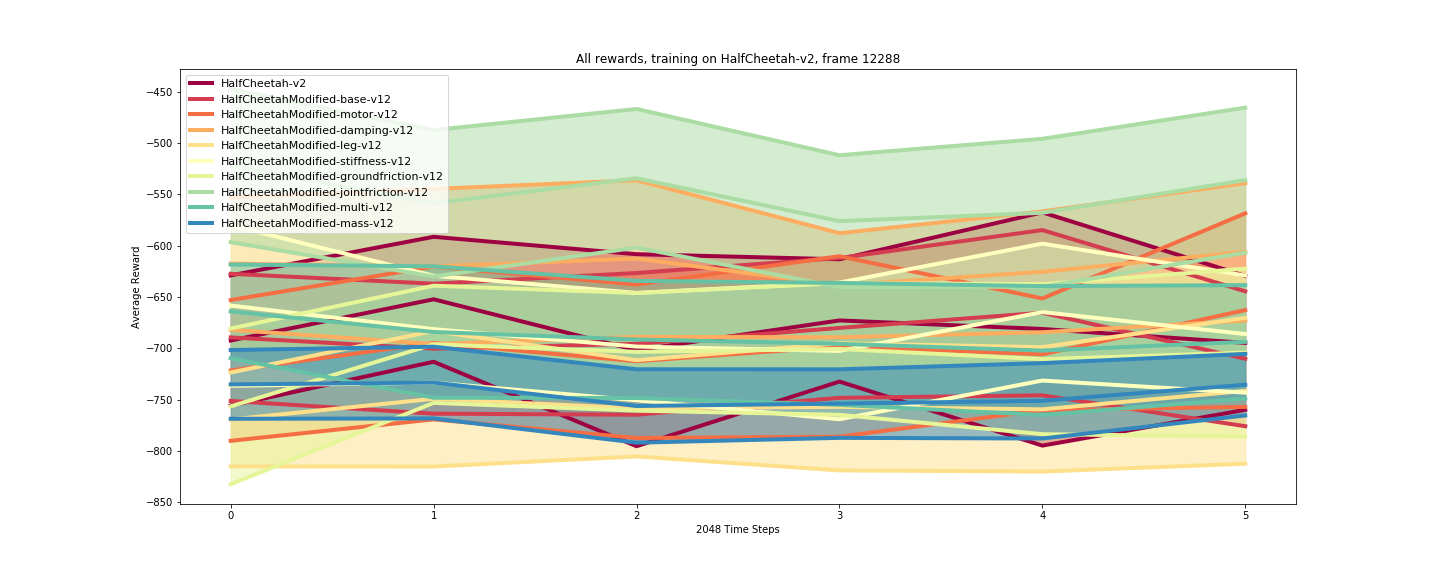 All rewards, training on HalfCheetah-v2, frame 12288
HalfCheetah-v2
HalfCheetahModified-base-v12
HalfCheetahModified-motor-v12
HalfCheetahModified-damping-v12
HalfCheetahModified-leg-v12
HalfCheetahModified-stiffness-v12
HalfCheetahModified-groundfriction-v12
HalfCheetahModified-jointfriction-v12
HalfCheetahModified-multi-v12
HalfCheetahModified-mass-v12
Average Reward
−450
−500
−550
−600
−650
−700
−750
−800
−850
0 1 2 3 4 5
2048 Time Steps